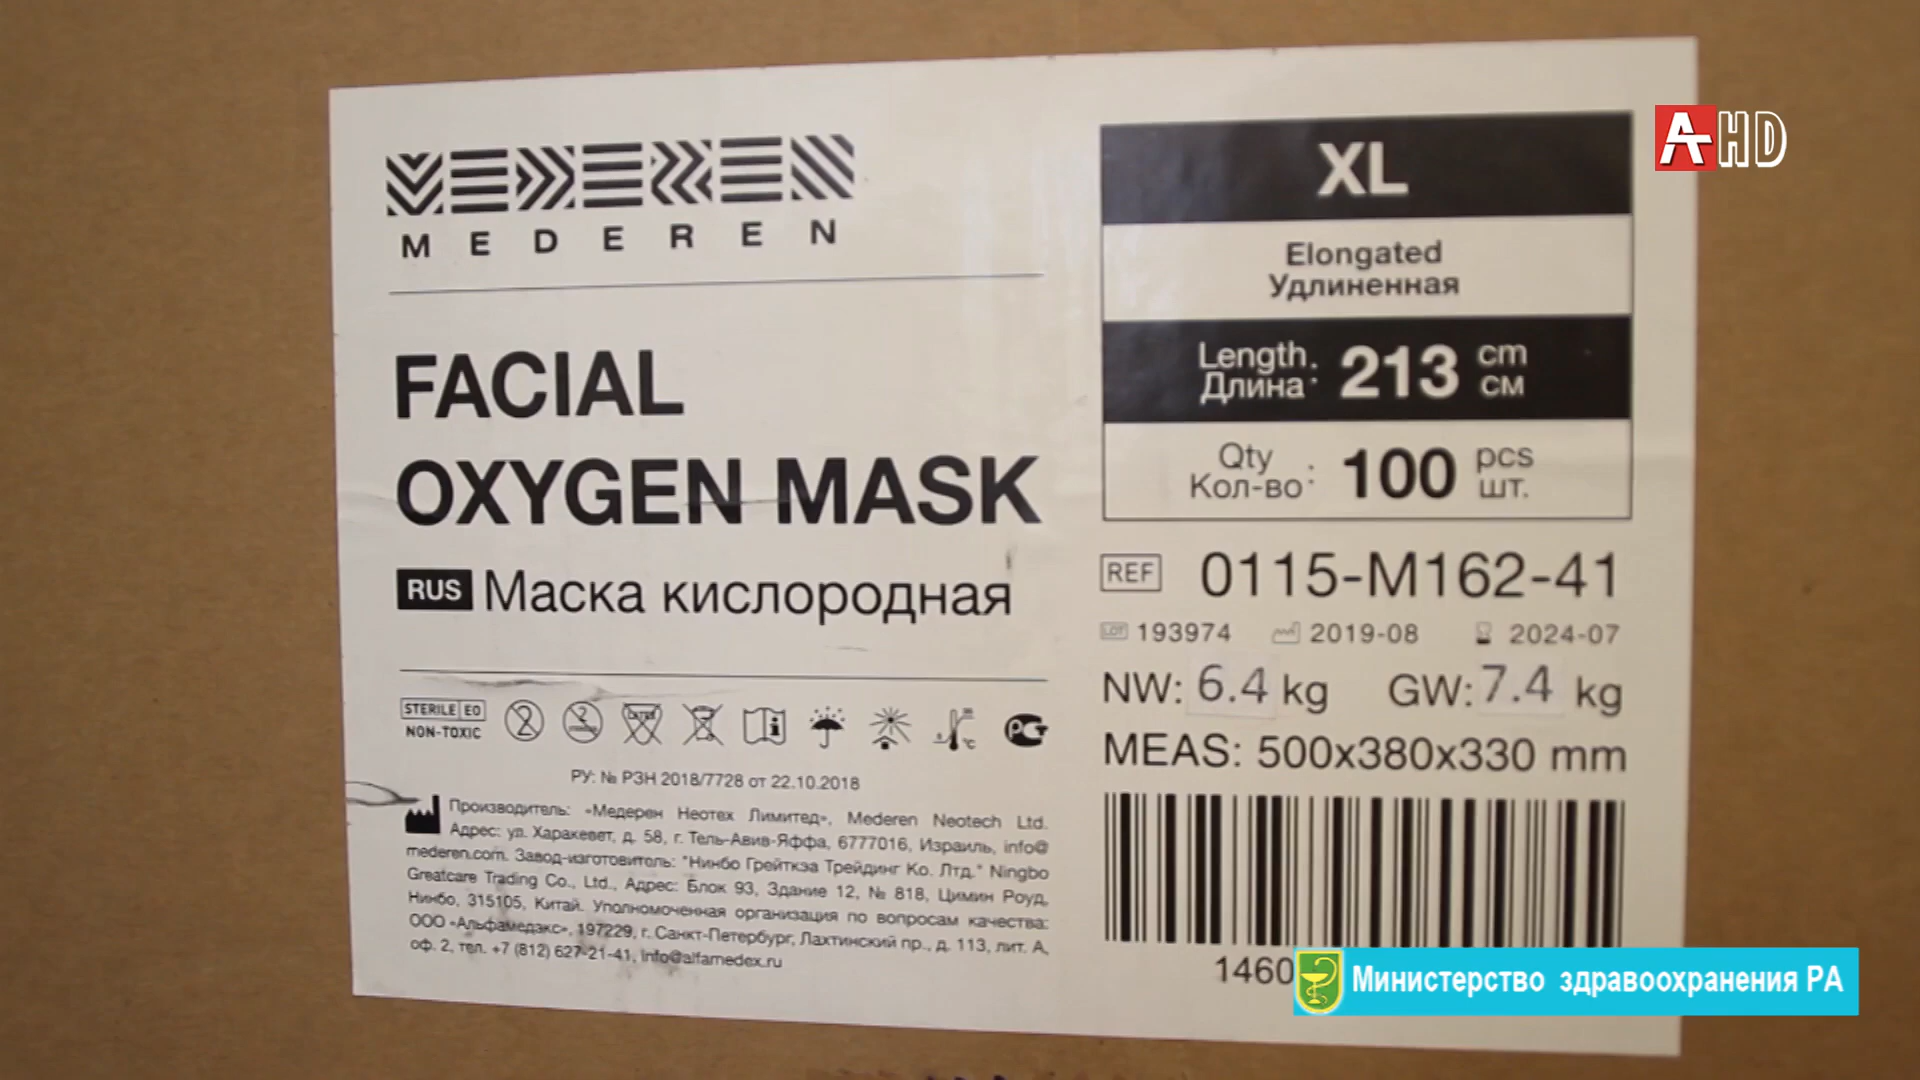 MEDEREN
FACIAL
OXYGEN MASK
RUS Маска кислородная
STERILE EO
NON-TOXIC
РУ: № РЗН 2018/7728 от 22.10.2018
Производитель: «Медерен Неотех Лимитед», Mederen Neotech Ltd.
Адрес: ул. Харакевет, д. 58, г. Тель-Авив-Яффа, 6777016, Израиль, info@
mederen.com. Завод-изготовитель: "Нинбо Грейткэа Трейдинг Ко. Лтд." Ningbo
Greatcare Trading Co., Ltd., Адрес: Блок 93, Здание 12, № 818, Цимин Роуд,
Нинбо, 315105, Китай. Уполномоченная организация по вопросам качества:
ООО «Альфамедэкс», 197229, г. Санкт-Петербург, Лахтинский пр., д. 113, лит. А,
оф. 2, тел. +7 (812) 627-21-41, info@alfamedex.ru
XL
Elongated
Удлиненная
Length:
Длина: 213 cm
см
Qty
Кол-во: 100 pcs
шт.
REF 0115-M162-41
LOT 193974 2019-08 2024-07
NW: 6.4 kg GW: 7.4 kg
MEAS: 500x380x330 mm
1460
A HD
Министерство здравоохранения РА